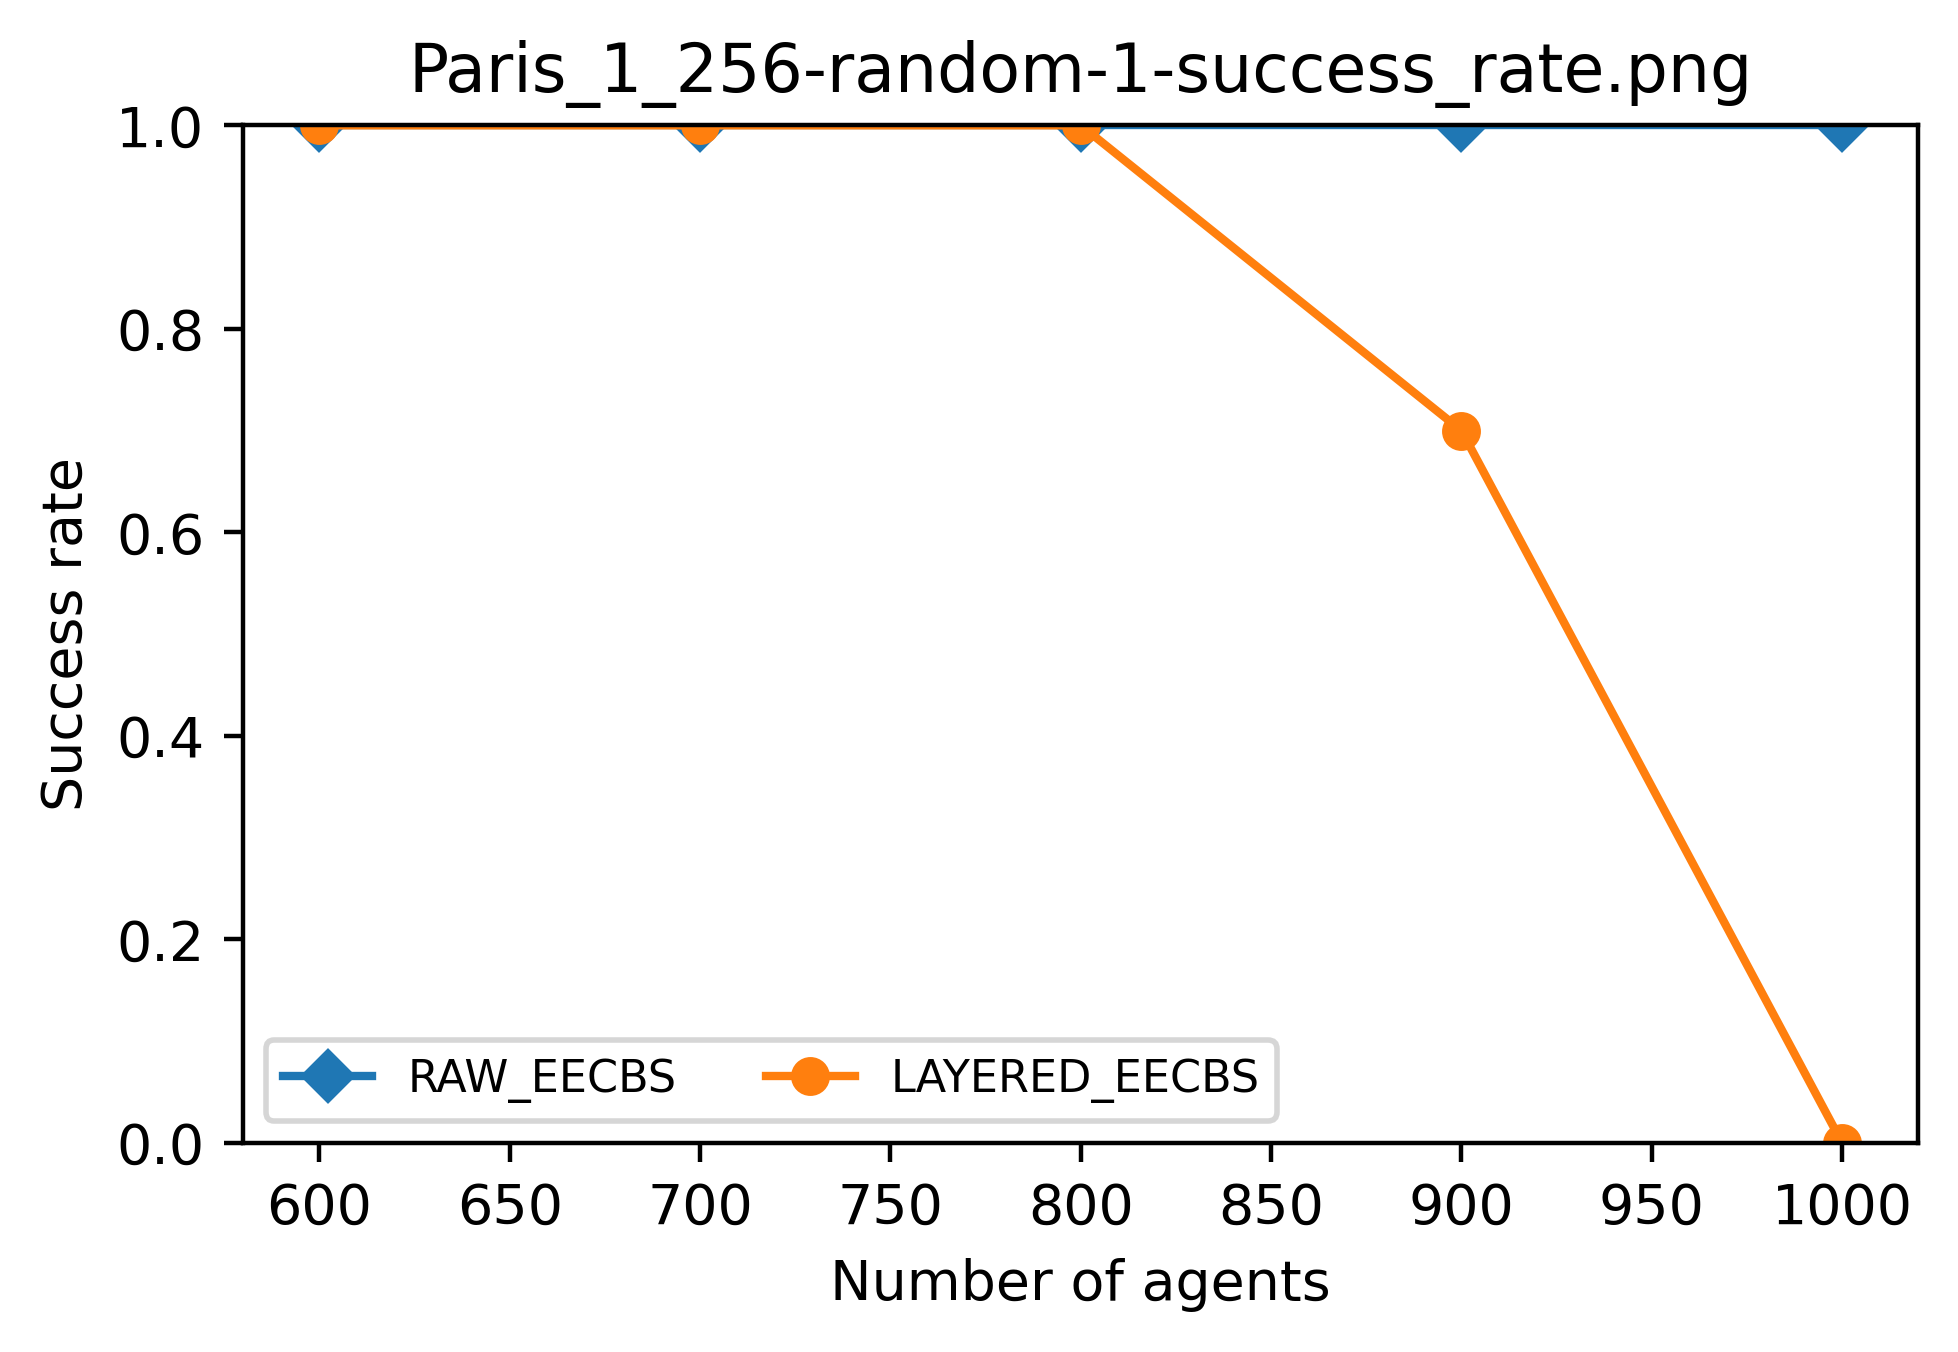 Paris_1_256-random-1-success_rate.png
1.0
0.8
0.6
0.4
0.2
0.0
Success rate
RAW_EECBS LAYERED_EECBS
600 650 700 750 800 850 900 950 1000
Number of agents